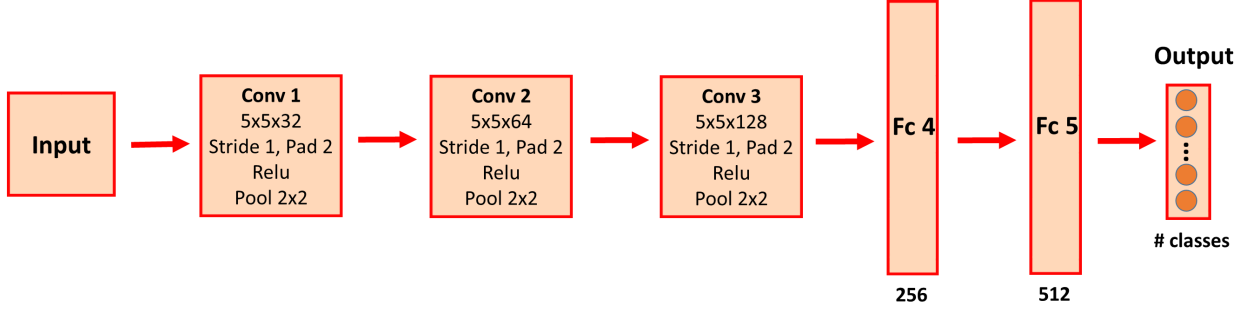 Input
Conv 1
5x5x32
Stride 1, Pad 2
Relu
Pool 2x2
Conv 2
5x5x64
Stride 1, Pad 2
Relu
Pool 2x2
Conv 3
5x5x128
Stride 1, Pad 2
Relu
Pool 2x2
Fc 4
256
Fc 5
512
Output
# classes